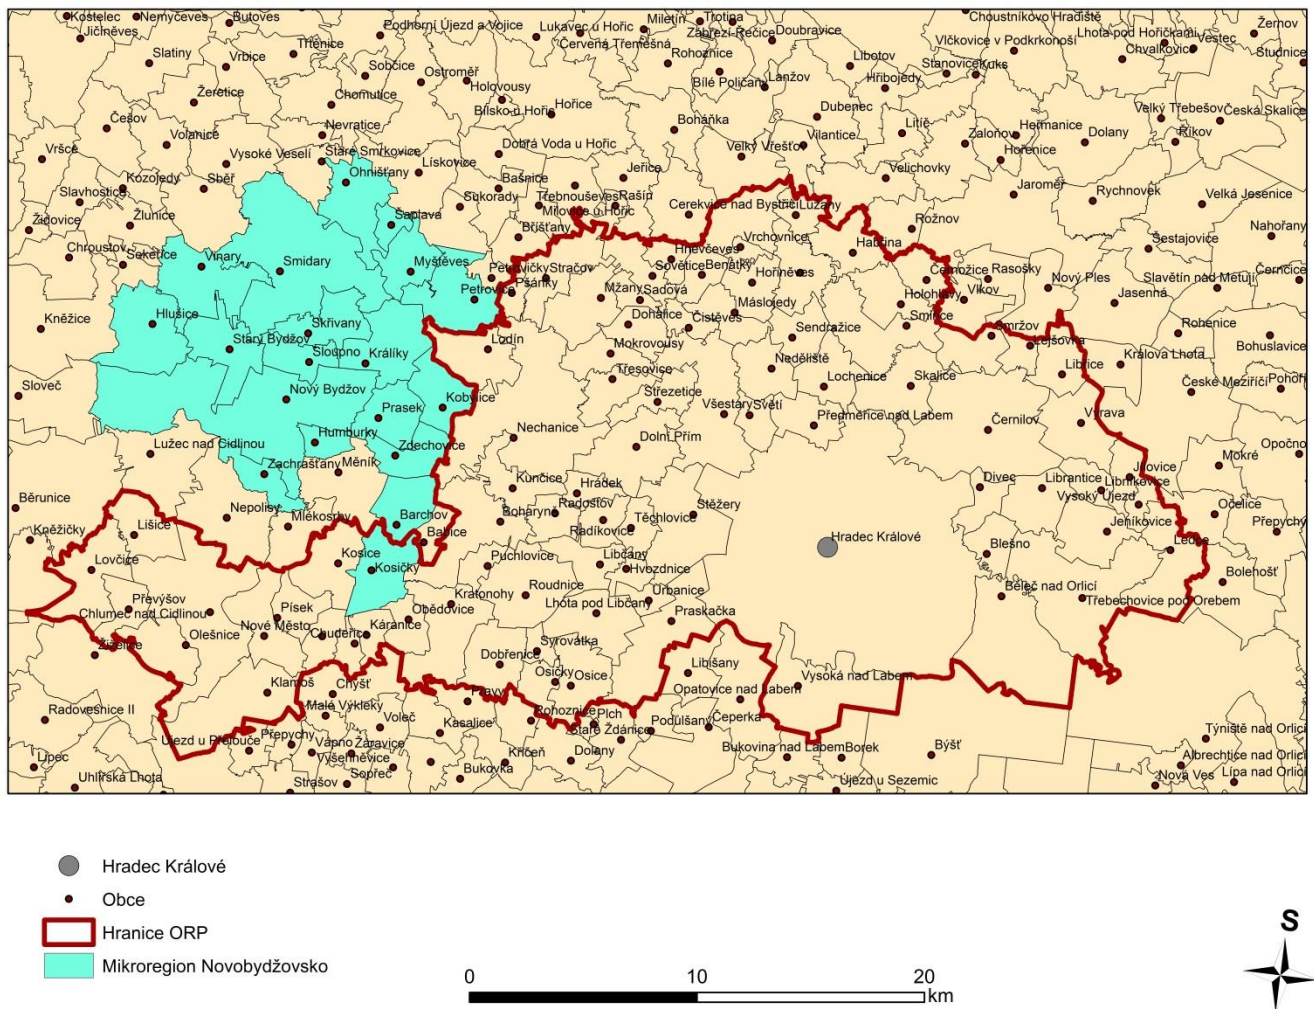 Kostelec
Nemyčeves
Butoves
Podhorní Újezd a Vojice
Lukavec u Hořic
Miletín
Trotina
Choustníkovo Hradiště
Lhota pod Hořičkami
Žernov
Jičíněves
Třtěnice
Červená Třemešná
Zábřezí-Řečice
Doubravice
Vlčkovice v Podkrkonoší
Chvalkovice
Vestec
Studnice
Slatiny
Vrbice
Sobčice
Ostroměř
Rohoznice
Libotov
Stanovice
Kuks
Žeretice
Chomutice
Holovousy
Bílé Poličany
Lanžov
Hřibojedy
Bílsko u Hořic
Hořice
Dubenec
Velký Třebešov
Česká Skalice
Češov
Volanice
Nevratice
Boháňka
Vilantice
Litíč
Zaloňov
Heřmanice
Dolany
Říkov
Vršce
Vysoké Veselí
Staré Smrkovice
Dobrá Voda u Hořic
Velký Vřešťov
Hořenice
Kozojedy
Sběř
Ohnišťany
Lískovice
Bašnice
Jeřice
Velichovky
Jaroměř
Rychnovek
Velká Jesenice
Slavhostice
Sukorady
Třebnouševes
Rašín
Židovice
Žlunice
Šaplava
Milovice u Hořic
Cerekvice nad Bystřicí
Lužany
Rožnov
Nahořany
Chroustov
Sekeřice
Bříšťany
Vrchovnice
Habřina
Šestajovice
Vinary
Smidary
Myštěves
Petrovičky
Stračov
Hněvčeves
Sovětice
Benátky
Hořiněves
Černožice
Rasošky
Nový Ples
Slavětín nad Metují
Černčice
Petrovice
Pšánky
Mžany
Sadová
Máslojedy
Holohlavy
Vlkov
Jasenná
Kněžice
Hlušice
Skřivany
Dohalice
Čistěves
Sendražice
Smiřice
Smržov
Rohenice
Starý Bydžov
Sloupno
Králíky
Lodín
Mokrovousy
Neděliště
Lejšovka
Libřice
Králova Lhota
Bohuslavice
Sloveč
Nový Bydžov
Kobylice
Třesovice
Lochenice
Skalice
České Meziříčí
Pohoří
Prasek
Střezetice
Všestary
Světí
Předměřice nad Labem
Černilov
Výrava
Lužec nad Cidlinou
Humburky
Zdechovice
Nechanice
Dolní Přím
Opočno
Zachrašťany
Měník
Kunčice
Hrádek
Divec
Librantice
Jílovice
Libníkovice
Mokré
Běrunice
Nepolisy
Mlékosrby
Barchov
Boharyně
Radostov
Stěžery
Vysoký Újezd
Očelice
Kněžičky
Lišice
Babice
Radíkovice
Těchlovice
Hradec Králové
Jeníkovice
Přepychy
Lovčice
Kosice
Kosičky
Puchlovice
Libčany
Hvozdnice
Blešno
Ledce
Bolehošť
Převýšov
Chlumec nad Cidlinou
Písek
Obědovice
Kratonohy
Roudnice
Urbanice
Běleč nad Orlicí
Třebechovice pod Orebem
Lhota pod Libčany
Praskačka
Žiželice
Olešnice
Nové Město
Chudeřice
Káranice
Syrovátka
Dobřenice
Libišany
Vysoká nad Labem
Osičky
Osice
Klamoš
Chýšť
Opatovice nad Labem
Radovesnice II
Malé Výkleky
Voleč
Pravy
Rohoznice
Plch
Podůlšany
Čeperka
Týniště nad Orlicí
Kasalice
Staré Ždánice
Újezd u Přelouče
Přepychy
Vápno
Žáravice
Křičeň
Dolany
Bukovina nad Labem
Borek
Býšť
Albrechtice nad Orlicí
Lipec
Uhlířská Lhota
Vyšehněvice
Sopřeč
Bukovka
Strašov
Újezd u Sezemic
Nová Ves
Lípa nad Orlicí
Hradec Králové
Obce
Hranice ORP
Mikroregion Novobydžovsko
0 10 20
km
S